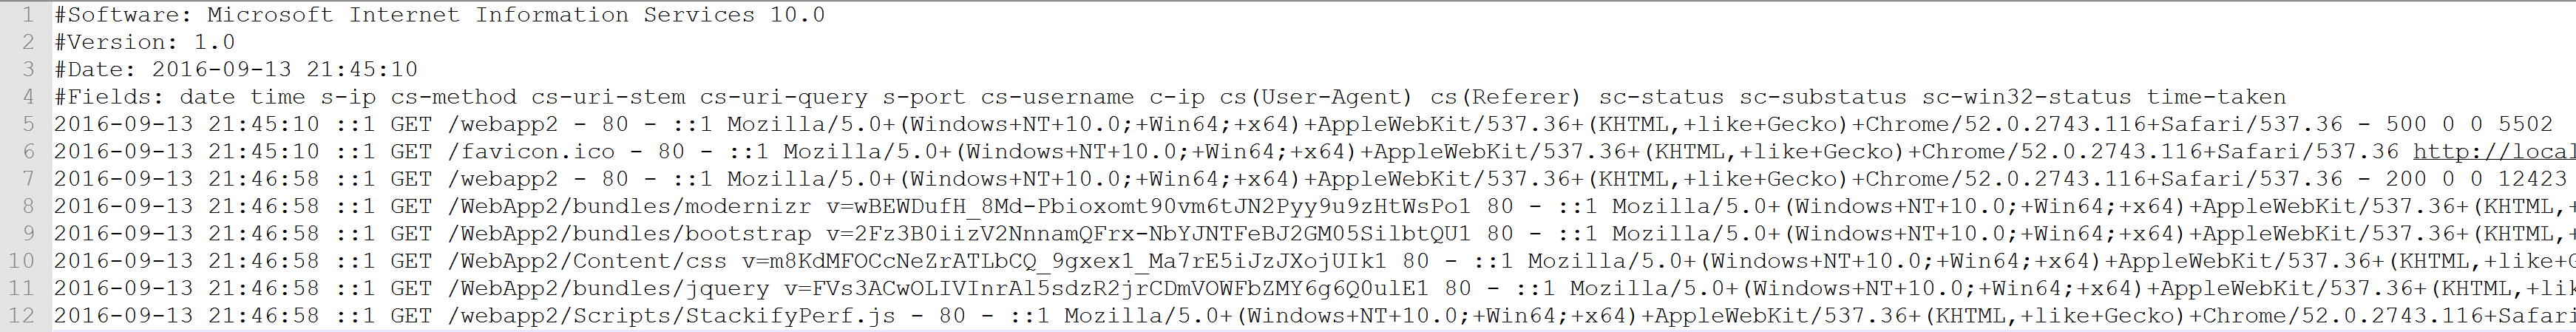 1 #Software: Microsoft Internet Information Services 10.0
2 #Version: 1.0
3 #Date: 2016-09-13 21:45:10
4 #Fields: date time s-ip cs-method cs-uri-stem cs-uri-query s-port cs-username c-ip cs(User-Agent) cs(Referer) sc-status sc-substatus sc-win32-status time-taken
5 2016-09-13 21:45:10 ::1 GET /webapp2 - 80 - ::1 Mozilla/5.0+(Windows+NT+10.0;+Win64;+x64)+AppleWebKit/537.36+(KHTML,+like+Gecko)+Chrome/52.0.2743.116+Safari/537.36 - 500 0 0 5502
6 2016-09-13 21:45:10 ::1 GET /favicon.ico - 80 - ::1 Mozilla/5.0+(Windows+NT+10.0;+Win64;+x64)+AppleWebKit/537.36+(KHTML,+like+Gecko)+Chrome/52.0.2743.116+Safari/537.36 http://local
7 2016-09-13 21:46:58 ::1 GET /webapp2 - 80 - ::1 Mozilla/5.0+(Windows+NT+10.0;+Win64;+x64)+AppleWebKit/537.36+(KHTML,+like+Gecko)+Chrome/52.0.2743.116+Safari/537.36 - 200 0 0 12423
8 2016-09-13 21:46:58 ::1 GET /WebApp2/bundles/modernizr v=wBEWDufH_8Md-Pbioxomt90vm6tJN2Pyy9u9zHtWsPo1 80 - ::1 Mozilla/5.0+(Windows+NT+10.0;+Win64;+x64)+AppleWebKit/537.36+(KHTML,+
9 2016-09-13 21:46:58 ::1 GET /WebApp2/bundles/bootstrap v=2Fz3B0iizV2NnnamQFrx-NbYJNTFeBJ2GM05SilbtQU1 80 - ::1 Mozilla/5.0+(Windows+NT+10.0;+Win64;+x64)+AppleWebKit/537.36+(KHTML,+
10 2016-09-13 21:46:58 ::1 GET /WebApp2/Content/css v=m8KdMFOCcNeZrATLbCQ_9gxex1_Ma7rE5iJzJXojUIk1 80 - ::1 Mozilla/5.0+(Windows+NT+10.0;+Win64;+x64)+AppleWebKit/537.36+(KHTML,+like+G
11 2016-09-13 21:46:58 ::1 GET /WebApp2/bundles/jquery v=FVs3ACwOLIVInrAl5sdzR2jrCDmVOWFbZMY6g6Q0ulE1 80 - ::1 Mozilla/5.0+(Windows+NT+10.0;+Win64;+x64)+AppleWebKit/537.36+(KHTML,+lik
12 2016-09-13 21:46:58 ::1 GET /webapp2/Scripts/StackifyPerf.js - 80 - ::1 Mozilla/5.0+(Windows+NT+10.0;+Win64;+x64)+AppleWebKit/537.36+(KHTML,+like+Gecko)+Chrome/52.0.2743.116+Safari